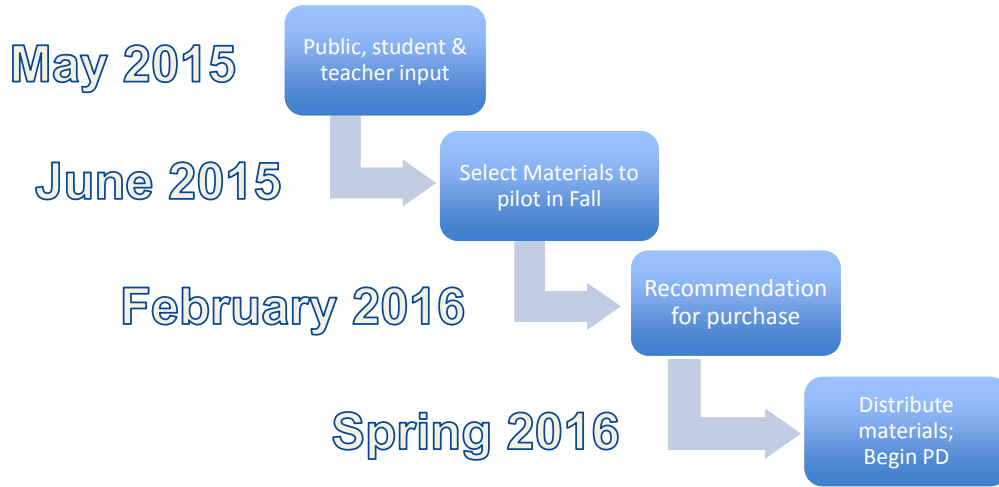 May 2015
Public, student &
teacher input
June 2015
Select Materials to
pilot in Fall
February 2016
Recommendation
for purchase
Spring 2016
Distribute
materials;
Begin PD